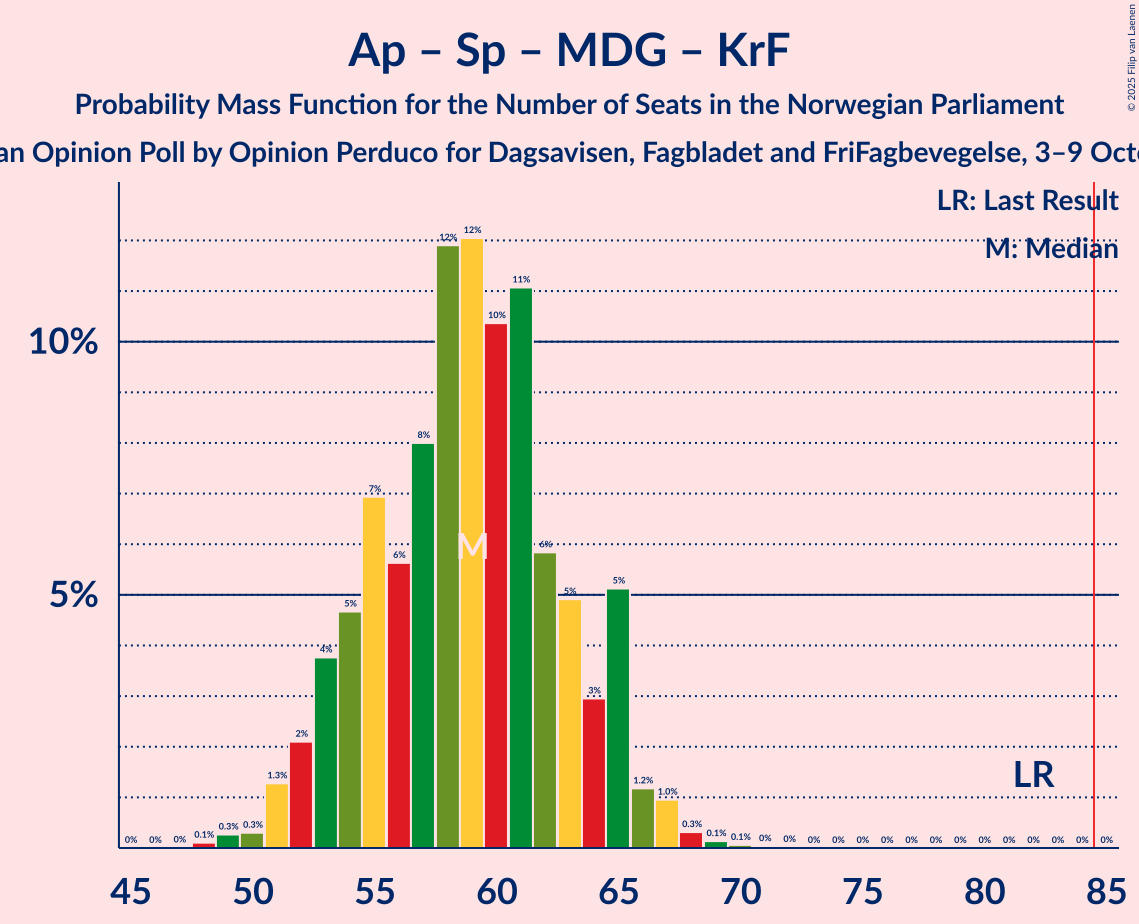 Ap – Sp – MDG – KrF
© 2025 Filip van Laenen
Probability Mass Function for the Number of Seats in the Norwegian Parliament
an Opinion Poll by Opinion Perduco for Dagsavisen, Fagbladet and FriFagbevegelse, 3–9 Octo
LR: Last Result
M: Median
10%
5%
0% 0% 0% 0.1% 0.3% 0.3% 1.3% 2% 4% 5% 7% 6% 8% 12% 12% 10% 11% 6% 5% 3% 5% 1.2% 1.0% 0.3% 0.1% 0.1% 0% 0% 0% 0% 0% 0% 0% 0% 0% 0% 0% 0% 0% 0% 0%
M
LR
45 50 55 60 65 70 75 80 85